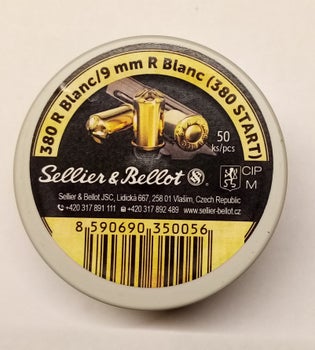 380 R Blanc/9 mm R Blanc (380 START)
50
ks/pcs
Sellier & Bellot S
CIP
M
Sellier & Bellot JSC, Lidická 667, 258 01 Vlašim, Czech Republic
+420 317 891 111 +420 317 892 489 www.sellier-bellot.cz
8 590690 350056